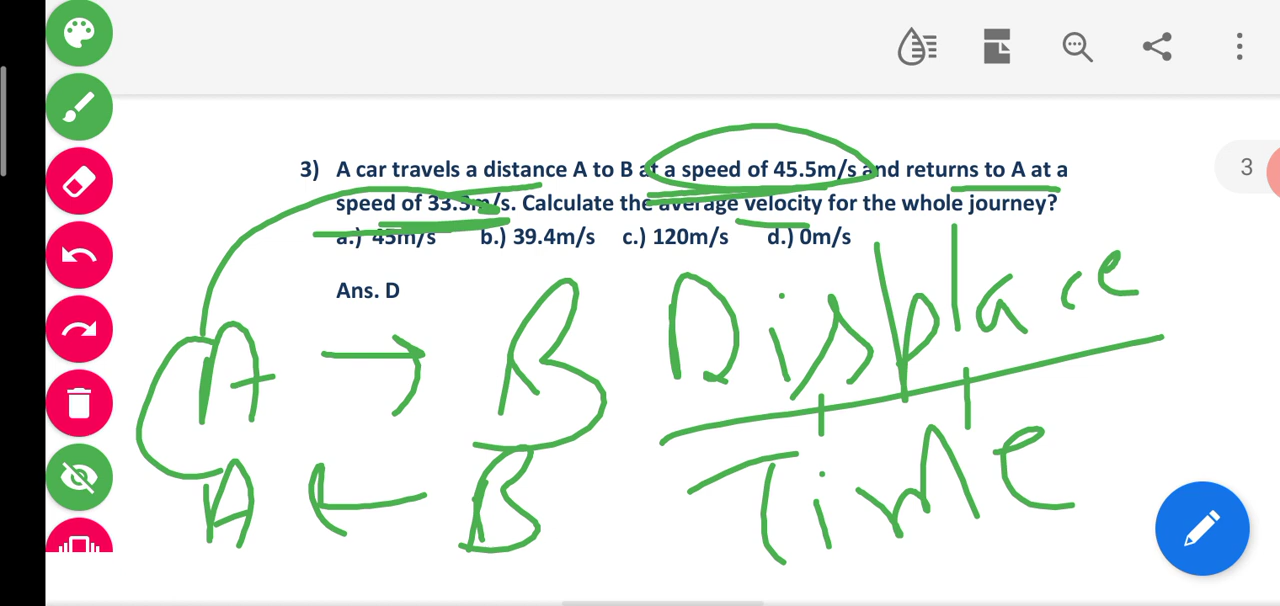 3
3) A car travels a distance A to B at a speed of 45.5m/s and returns to A at a
speed of 33.3m/s. Calculate the average velocity for the whole journey?
a.) 45m/s b.) 39.4m/s c.) 120m/s d.) 0m/s
Ans. D
A → B
A ← B
Displace
Time